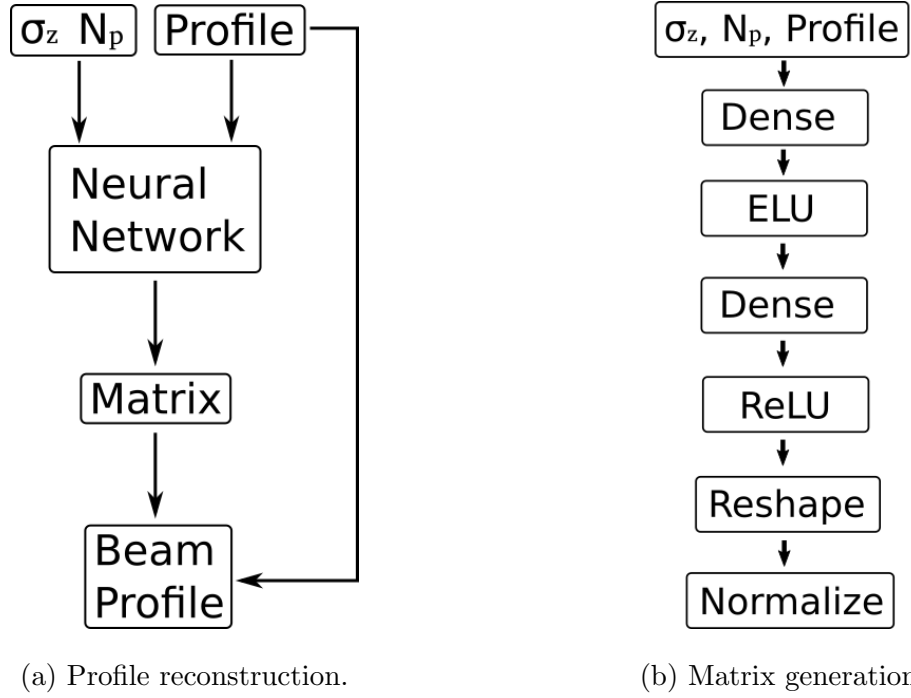 σz Np
Profile
Neural
Network
Matrix
Beam
Profile
(a) Profile reconstruction.
σz, Np, Profile
Dense
ELU
Dense
ReLU
Reshape
Normalize
(b) Matrix generation